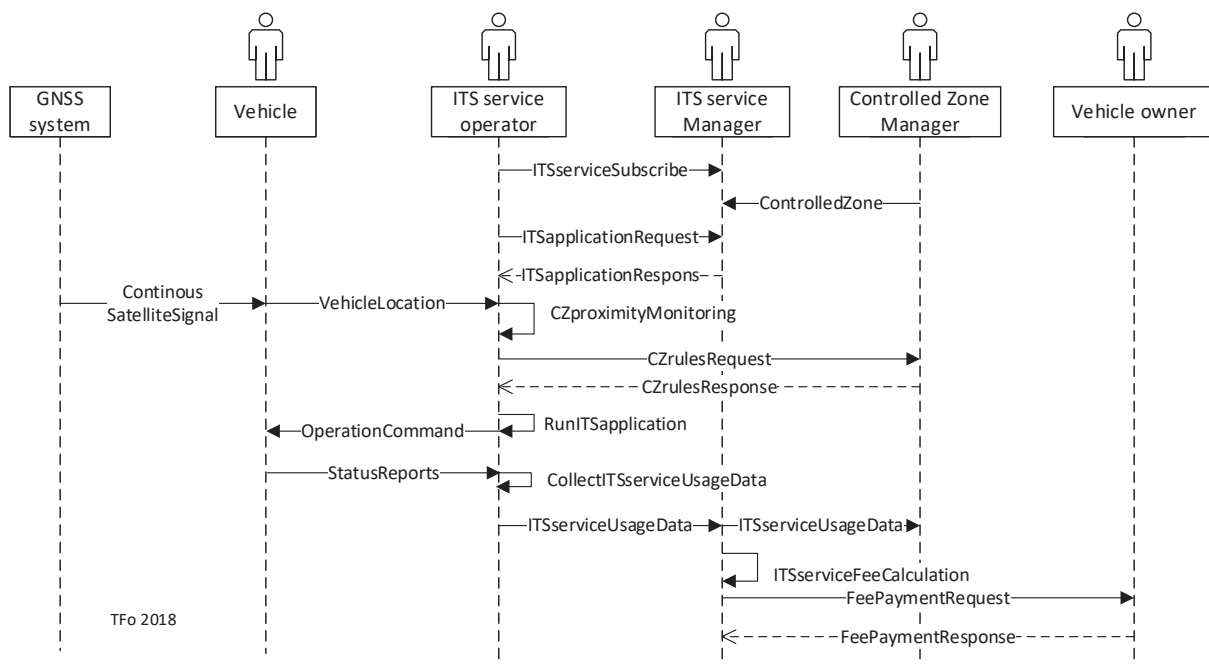 GNSS
system
Vehicle
ITS service
operator
ITS service
Manager
Controlled Zone
Manager
Vehicle owner
ITSserviceSubscribe
ControlledZone
ITSapplicationRequest
ITSapplicationRespons
Continous
SatelliteSignal
VehicleLocation
CZproximityMonitoring
CZrulesRequest
CZrulesResponse
RunITSapplication
OperationCommand
StatusReports
CollectITSserviceUsageData
ITSserviceUsageData
ITSserviceUsageData
ITSserviceFeeCalculation
FeePaymentRequest
TFo 2018
FeePaymentResponse